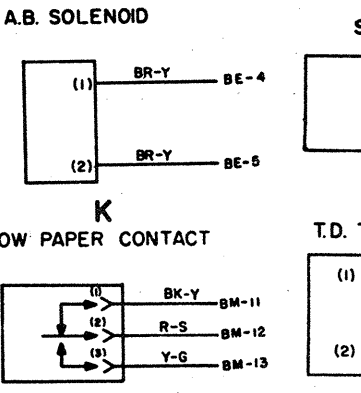 A.B. SOLENOID
S
(1) BR-Y BE-4
(2) BR-Y BE-5
K
OW PAPER CONTACT
T.D. T
(1) BK-Y BM-11
(2) R-S BM-12
(3) Y-G BM-13
(1)
(2)